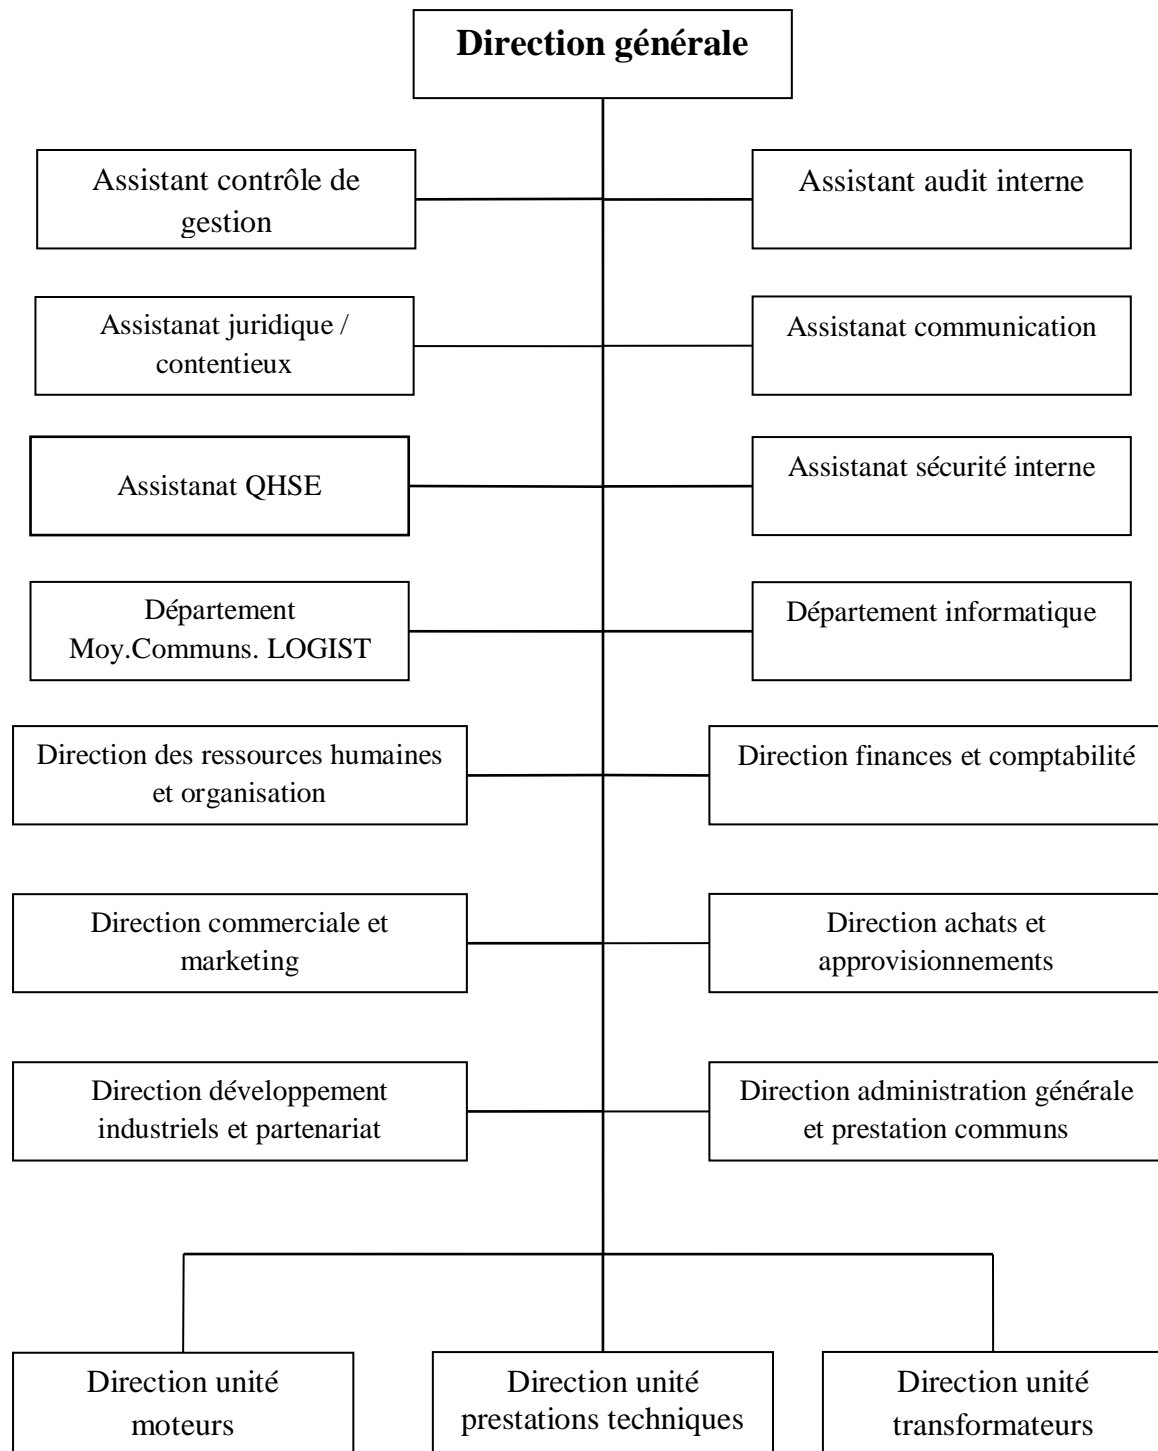 Direction générale
Assistant contrôle de
gestion
Assistant audit interne
Assistanat juridique /
contentieux
Assistanat communication
Assistanat QHSE
Assistanat sécurité interne
Département
Moy.Communs. LOGIST
Département informatique
Direction des ressources humaines
et organisation
Direction finances et comptabilité
Direction commerciale et
marketing
Direction achats et
approvisionnements
Direction développement
industriels et partenariat
Direction administration générale
et prestation communs
Direction unité
moteurs
Direction unité
prestations techniques
Direction unité
transformateurs